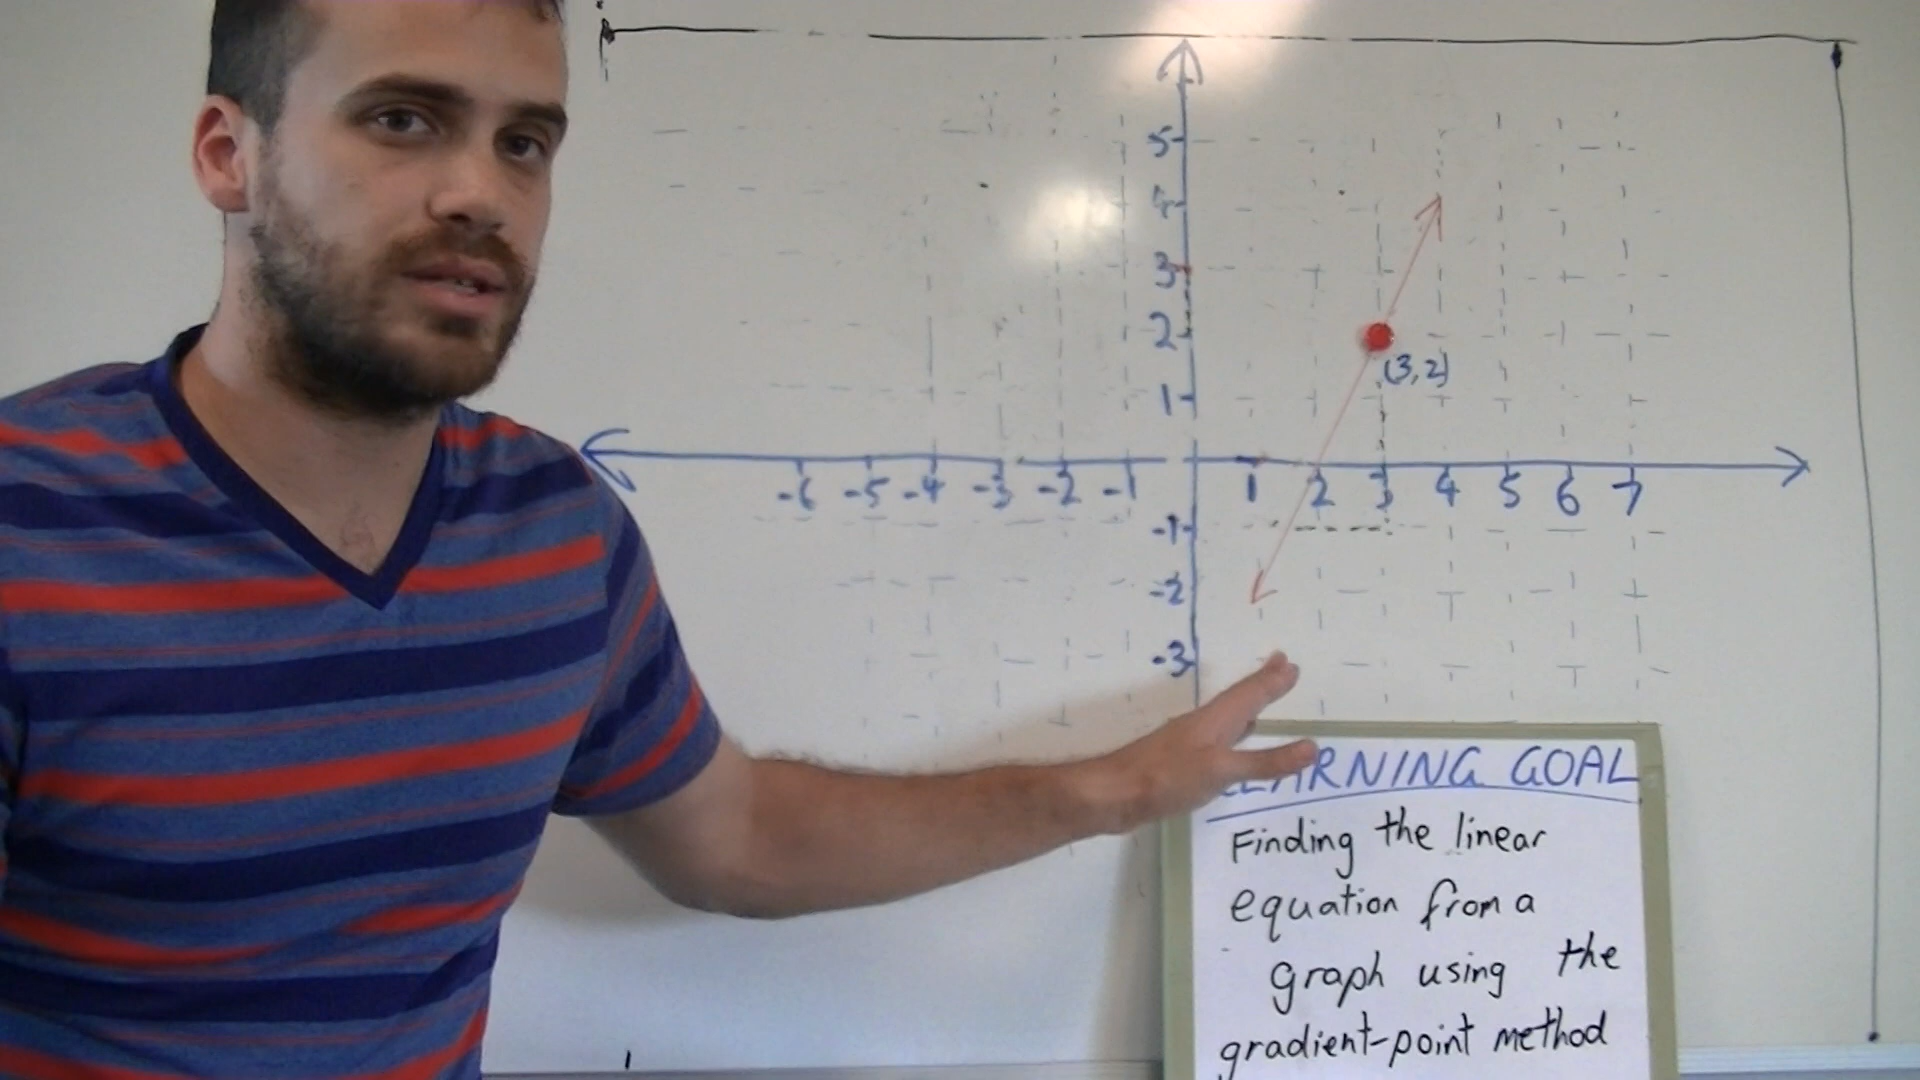 5
4
3
2
(3,2)
1
-6 -5 -4 -3 -2 -1 1 2 3 4 5 6 7
-1
-2
-3
LEARNING GOAL
Finding the linear
equation from a
graph using the
gradient-point method